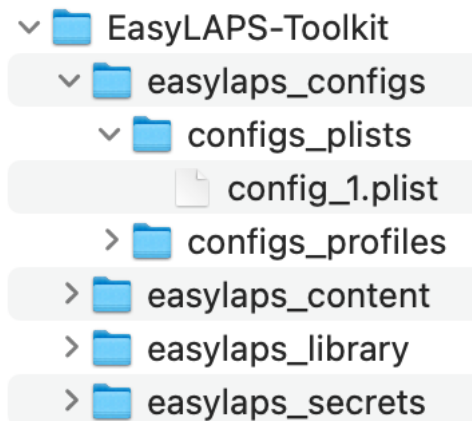 EasyLAPS-Toolkit
easylaps_configs
configs_plists
config_1.plist
configs_profiles
easylaps_content
easylaps_library
easylaps_secrets